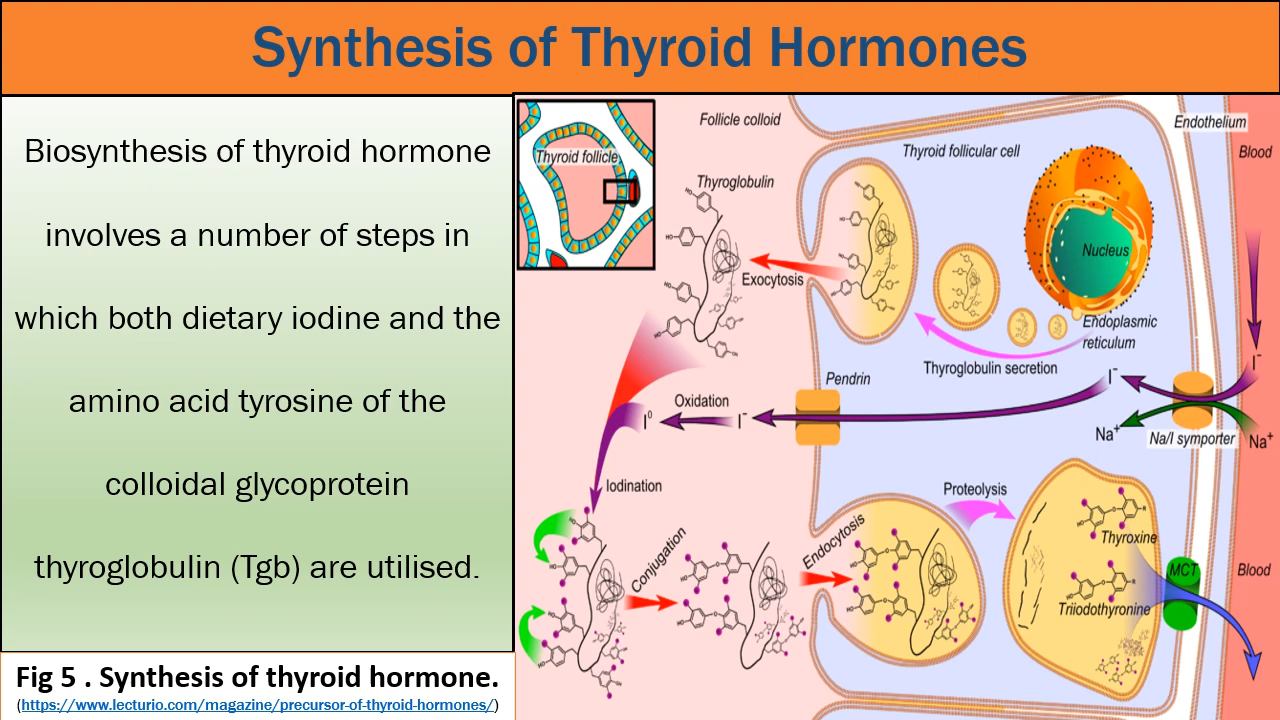 Synthesis of Thyroid Hormones
Biosynthesis of thyroid hormone
involves a number of steps in
which both dietary iodine and the
amino acid tyrosine of the
colloidal glycoprotein
thyroglobulin (Tgb) are utilised.
Fig 5 . Synthesis of thyroid hormone.
(https://www.lecturio.com/magazine/precursor-of-thyroid-hormones/)
Thyroid follicle
Follicle colloid
Thyroglobulin
Exocytosis
Thyroid follicular cell
Nucleus
Endoplasmic
reticulum
Thyroglobulin secretion
Endothelium
Blood
I⁻
Na⁺
Na/I symporter
I⁻
Na⁺
Pendrin
I⁻
Oxidation
I⁰
Iodination
Conjugation
Endocytosis
Proteolysis
Thyroxine
Triiodothyronine
MCT
Blood